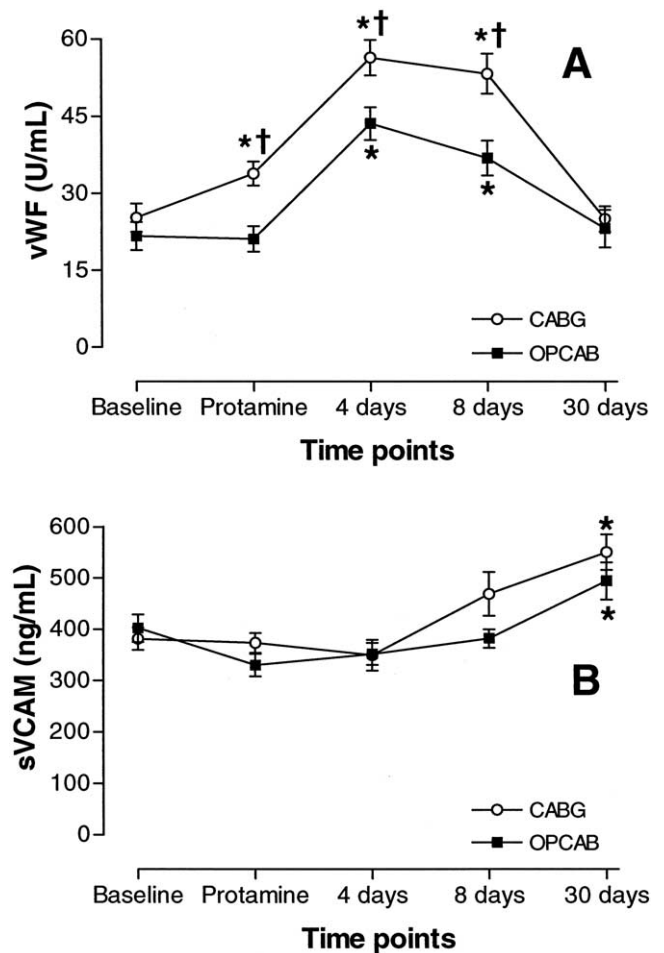 *† *†
A
60
45
30
15
0
vWF (U/mL)
*†
*
*
CABG
OPCAB
Baseline Protamine 4 days 8 days 30 days
Time points
600
500
400
300
200
100
0
sVCAM (ng/mL)
*
*
B
CABG
OPCAB
Baseline Protamine 4 days 8 days 30 days
Time points